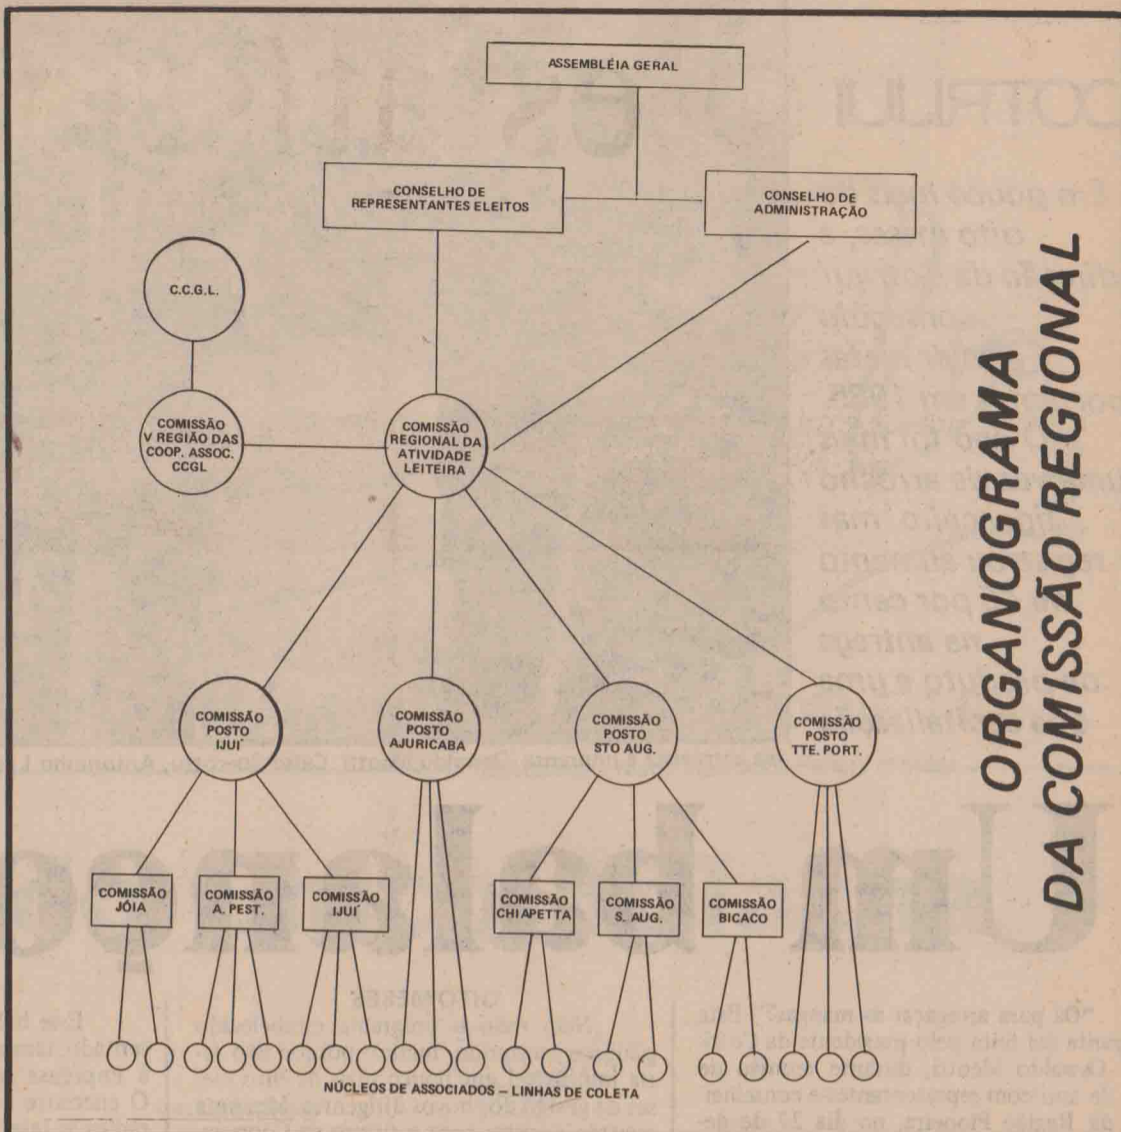 ASSEMBLÉIA GERAL
CONSELHO DE
REPRESENTANTES ELEITOS
CONSELHO DE
ADMINISTRAÇÃO
C.C.G.L.
COMISSÃO
V REGIÃO DAS
COOP. ASSOC.
CCGL
COMISSÃO
REGIONAL DA
ATIVIDADE
LEITEIRA
ORGANOGRAMA
DA COMISSÃO REGIONAL
COMISSÃO
POSTO
IJUÍ
COMISSÃO
POSTO
AJURICABA
COMISSÃO
POSTO
STO AUG.
COMISSÃO
POSTO
TTE. PORT.
COMISSÃO
JÓIA
COMISSÃO
A. PEST.
COMISSÃO
IJUÍ
COMISSÃO
CHIAPETTA
COMISSÃO
S. AUG.
COMISSÃO
BICACO
NÚCLEOS DE ASSOCIADOS – LINHAS DE COLETA